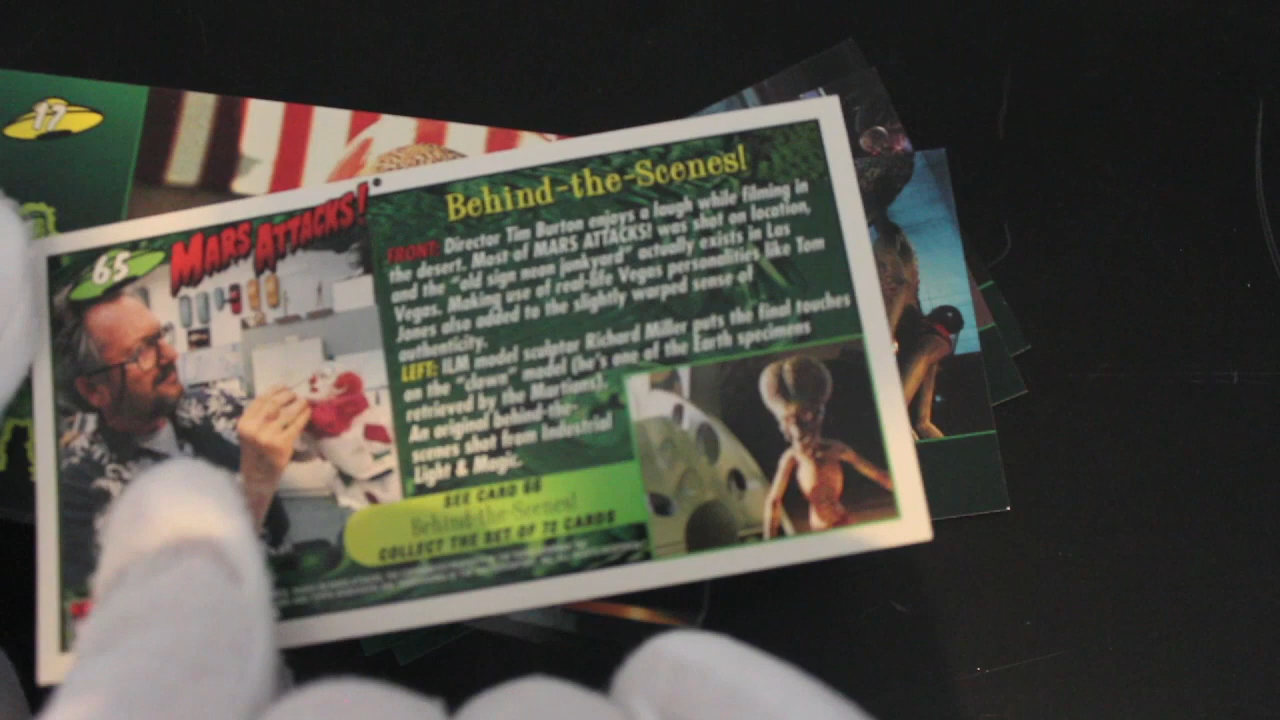 17
65
MARS ATTACKS!
Behind-the-Scenes!
FRONT: Director Tim Burton enjoys a laugh while filming in
the desert. Most of MARS ATTACKS! was shot on location,
and the "old sign neon junkyard" actually exists in Las
Vegas. Making use of real-life Vegas personalities like Tom
Jones also added to the slightly warped sense of
authenticity.
LEFT: ILM model sculptor Richard Miller puts the final touches
on the "clown" model (he's one of the Earth specimens
retrieved by the Martians).
An original behind-the-
scenes shot from Industrial
Light & Magic.
SEE CARD 66
Behind-the-Scenes!
COLLECT THE SET OF 72 CARDS